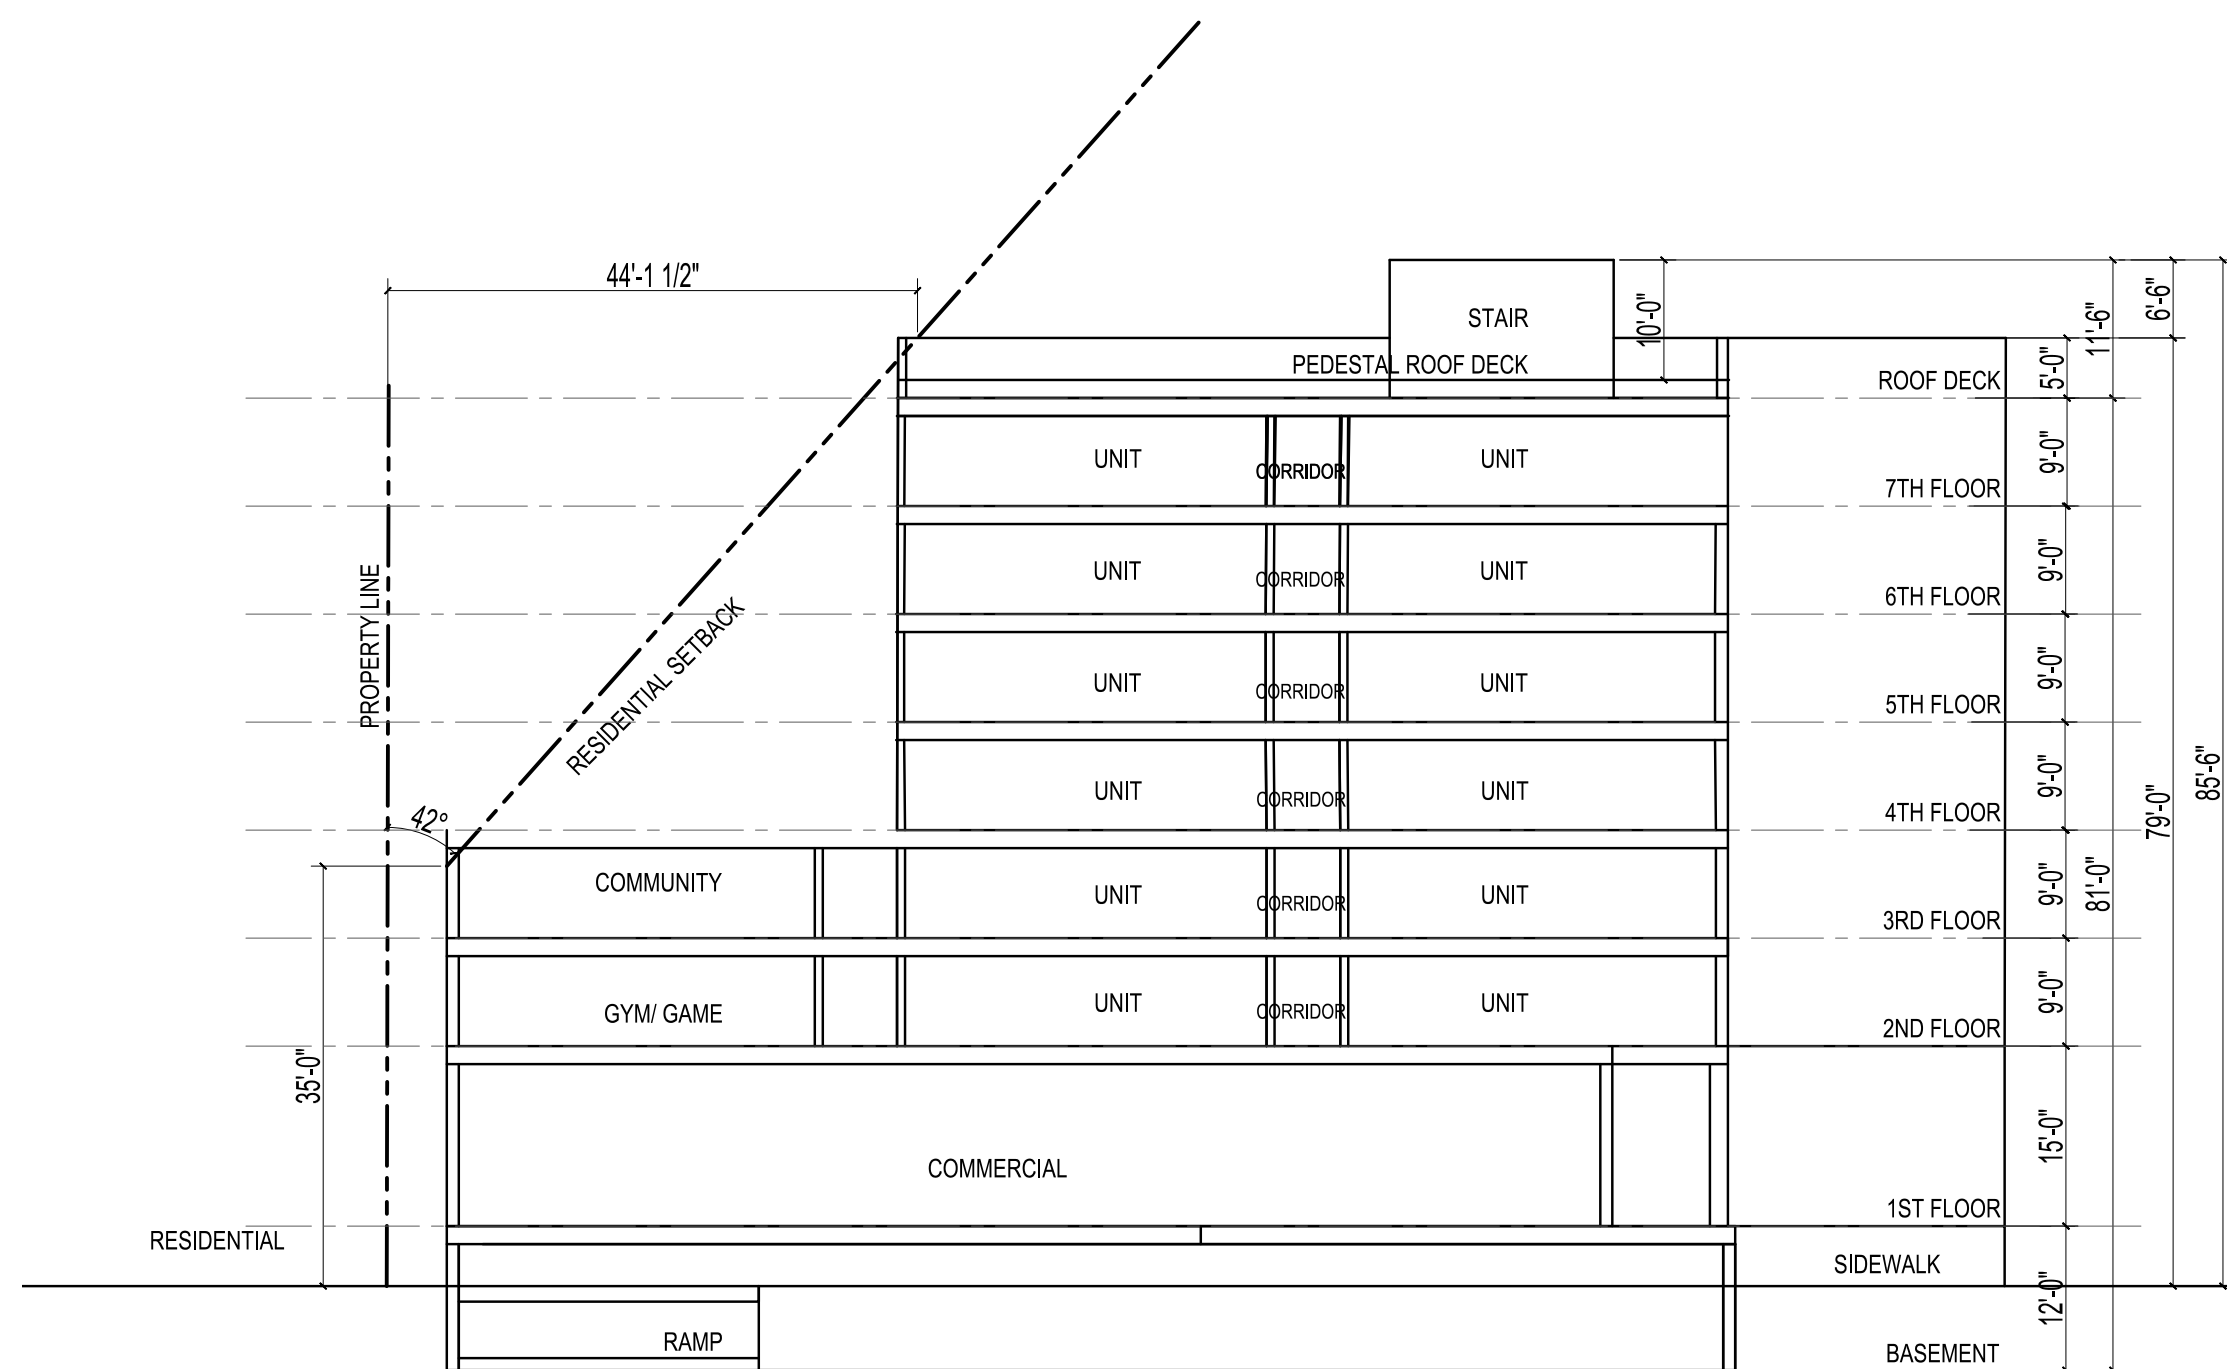 44'-1 1/2"
STAIR
10'-0"
11'-6"
6'-6"
PEDESTAL ROOF DECK
ROOF DECK
5'-0"
UNIT
CORRIDOR
UNIT
7TH FLOOR
9'-0"
UNIT
CORRIDOR
UNIT
6TH FLOOR
9'-0"
PROPERTY LINE
RESIDENTIAL SETBACK
UNIT
CORRIDOR
UNIT
5TH FLOOR
9'-0"
42°
UNIT
CORRIDOR
UNIT
4TH FLOOR
9'-0"
79'-0"
85'-6"
COMMUNITY
UNIT
CORRIDOR
UNIT
3RD FLOOR
9'-0"
81'-0"
GYM/ GAME
UNIT
CORRIDOR
UNIT
2ND FLOOR
9'-0"
35'-0"
COMMERCIAL
15'-0"
1ST FLOOR
RESIDENTIAL
SIDEWALK
12'-0"
RAMP
BASEMENT